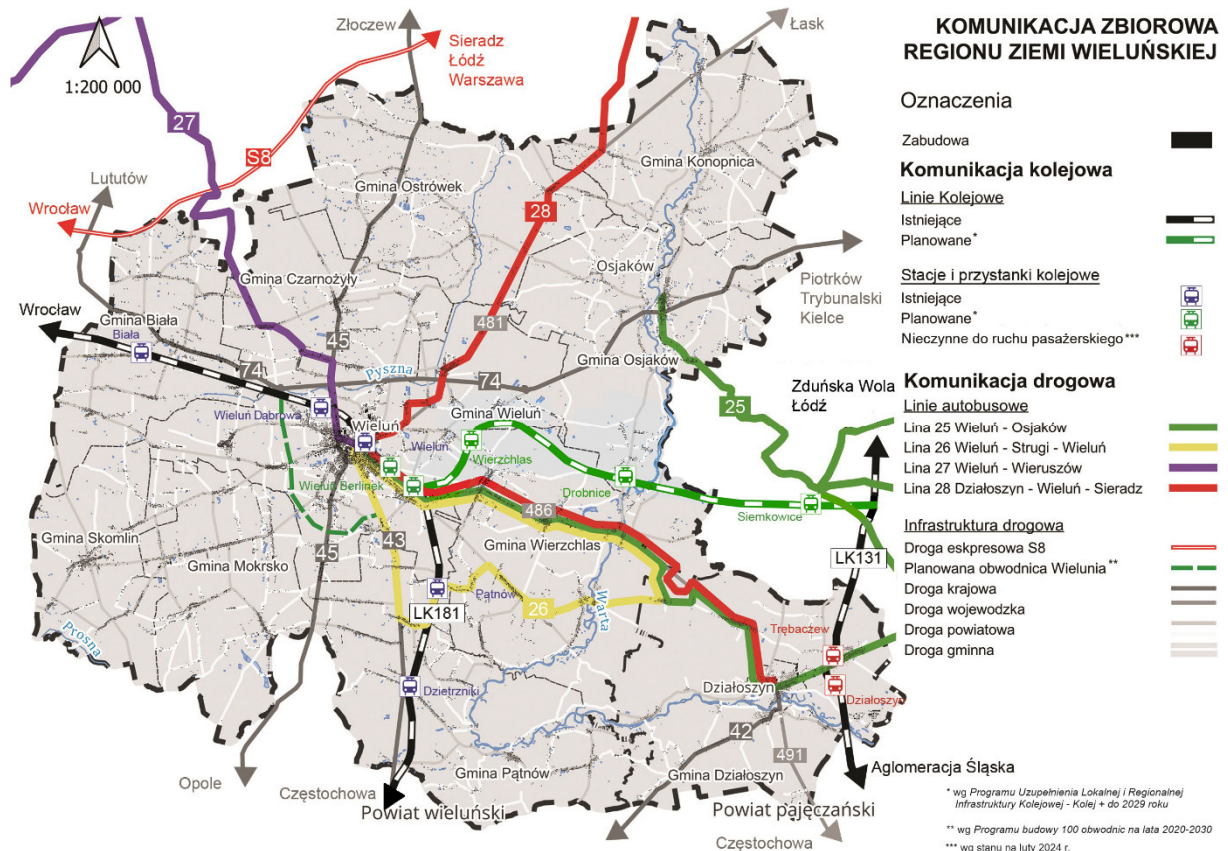 KOMUNIKACJA ZBIOROWA
REGIONU ZIEMI WIELUŃSKIEJ
Oznaczenia
Zabudowa
Komunikacja kolejowa
Linie Kolejowe
Istniejące
Planowane*
Stacje i przystanki kolejowe
Istniejące
Planowane*
Nieczynne do ruchu pasażerskiego***
Komunikacja drogowa
Linie autobusowe
Lina 25 Wieluń - Osjaków
Lina 26 Wieluń - Strugi - Wieluń
Lina 27 Wieluń - Wieruszów
Lina 28 Działoszyn - Wieluń - Sieradz
Infrastruktura drogowa
Droga eskpresowa S8
Planowana obwodnica Wielunia**
Droga krajowa
Droga wojewodzka
Droga powiatowa
Droga gminna
* wg Programu Uzupełnienia Lokalnej i Regionalnej
Infrastruktury Kolejowej - Kolej + do 2029 roku
** wg Programu budowy 100 obwodnic na lata 2020-2030
*** wg stanu na luty 2024 r.
1:200 000
Złoczew
Łask
Sieradz
Łódź
Warszawa
27
S8
Lututów
Wrocław
Gmina Ostrówek
Gmina Konopnica
28
Osjaków
Piotrków
Trybunalski
Kielce
Gmina Czarnożyły
Wrocław
Gmina Biała
Biała
45
481
74
Pyszna
74
Gmina Osjaków
25
Zduńska Wola
Łódź
Wieluń Dąbrowa
Wieluń
Wieluń
Gmina Wieluń
Wierzchlas
Wieluń Berlinek
Drobnice
Siemkowice
486
Gmina Skomlin
Gmina Mokrsko
45
43
Gmina Wierzchlas
LK131
Pątnów
26
LK181
Warta
Prosna
Trębaczew
Dzietrzniki
Działoszyn
Działoszyn
42
491
Gmina Pątnów
Gmina Działoszyn
Aglomeracja Śląska
Opole
Częstochowa
Powiat wieluński
Powiat pajęczański
Częstochowa